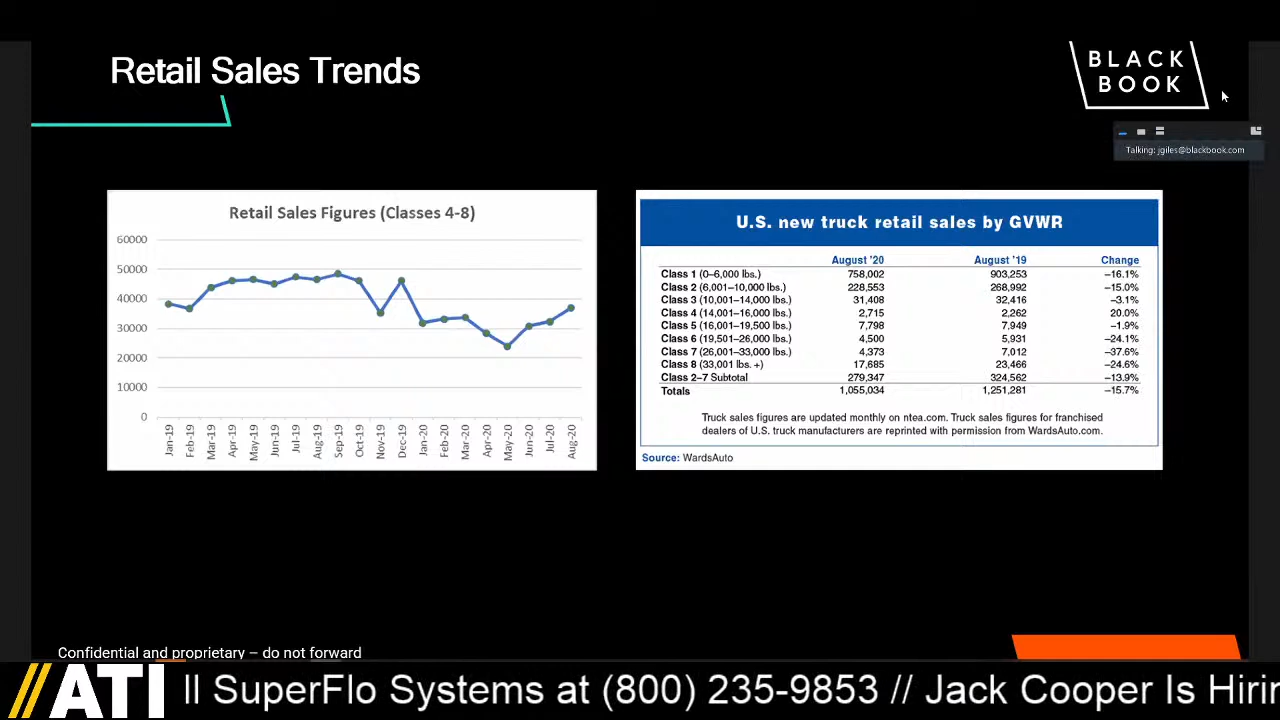 Retail Sales Trends
BLACK
BOOK
Talking: jgiles@blackbook.com
Retail Sales Figures (Classes 4-8)
60000
50000
40000
30000
20000
10000
0
Jan-19 Feb-19 Mar-19 Apr-19 May-19 Jun-19 Jul-19 Aug-19 Sep-19 Oct-19 Nov-19 Dec-19 Jan-20 Feb-20 Mar-20 Apr-20 May-20 Jun-20 Jul-20 Aug-20
U.S. new truck retail sales by GVWR
August '20 August '19 Change
Class 1 (0–6,000 lbs.) 758,002 903,253 –16.1%
Class 2 (6,001–10,000 lbs.) 228,553 268,992 –15.0%
Class 3 (10,001–14,000 lbs.) 31,408 32,416 –3.1%
Class 4 (14,001–16,000 lbs.) 2,715 2,262 20.0%
Class 5 (16,001–19,500 lbs.) 7,798 7,949 –1.9%
Class 6 (19,501–26,000 lbs.) 4,500 5,931 –24.1%
Class 7 (26,001–33,000 lbs.) 4,373 7,012 –37.6%
Class 8 (33,001 lbs. +) 17,685 23,466 –24.6%
Class 2–7 Subtotal 279,347 324,562 –13.9%
Totals 1,055,034 1,251,281 –15.7%
Truck sales figures are updated monthly on ntea.com. Truck sales figures for franchised
dealers of U.S. truck manufacturers are reprinted with permission from WardsAuto.com.
Source: WardsAuto
Confidential and proprietary – do not forward
//ATI ll SuperFlo Systems at (800) 235-9853 // Jack Cooper Is Hirin